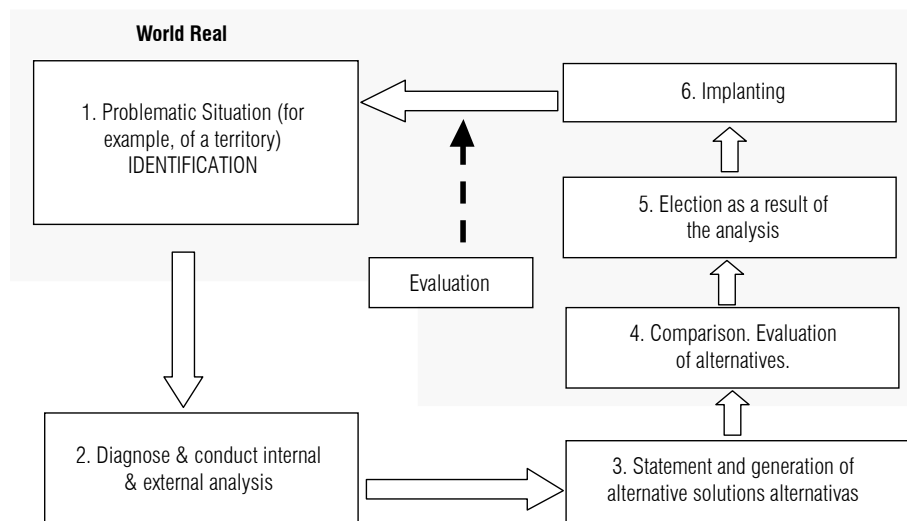 World Real
1. Problematic Situation (for
example, of a territory)
IDENTIFICATION
6. Implanting
5. Election as a result of
the analysis
Evaluation
4. Comparison. Evaluation
of alternatives.
2. Diagnose & conduct internal
& external analysis
3. Statement and generation of
alternative solutions alternativas